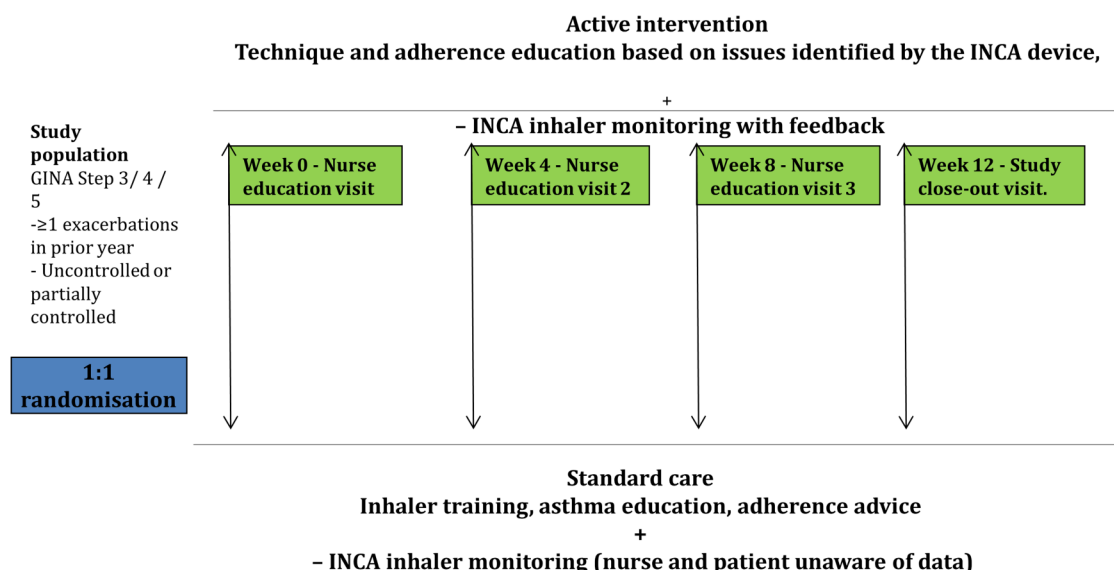 Active intervention
Technique and adherence education based on issues identified by the INCA device,
+
– INCA inhaler monitoring with feedback
Study
population
GINA Step 3/ 4 /
5
-≥1 exacerbations
in prior year
- Uncontrolled or
partially
controlled
1:1
randomisation
Week 0 - Nurse
education visit
Week 4 - Nurse
education visit 2
Week 8 - Nurse
education visit 3
Week 12 - Study
close-out visit.
Standard care
Inhaler training, asthma education, adherence advice
+
– INCA inhaler monitoring (nurse and patient unaware of data)